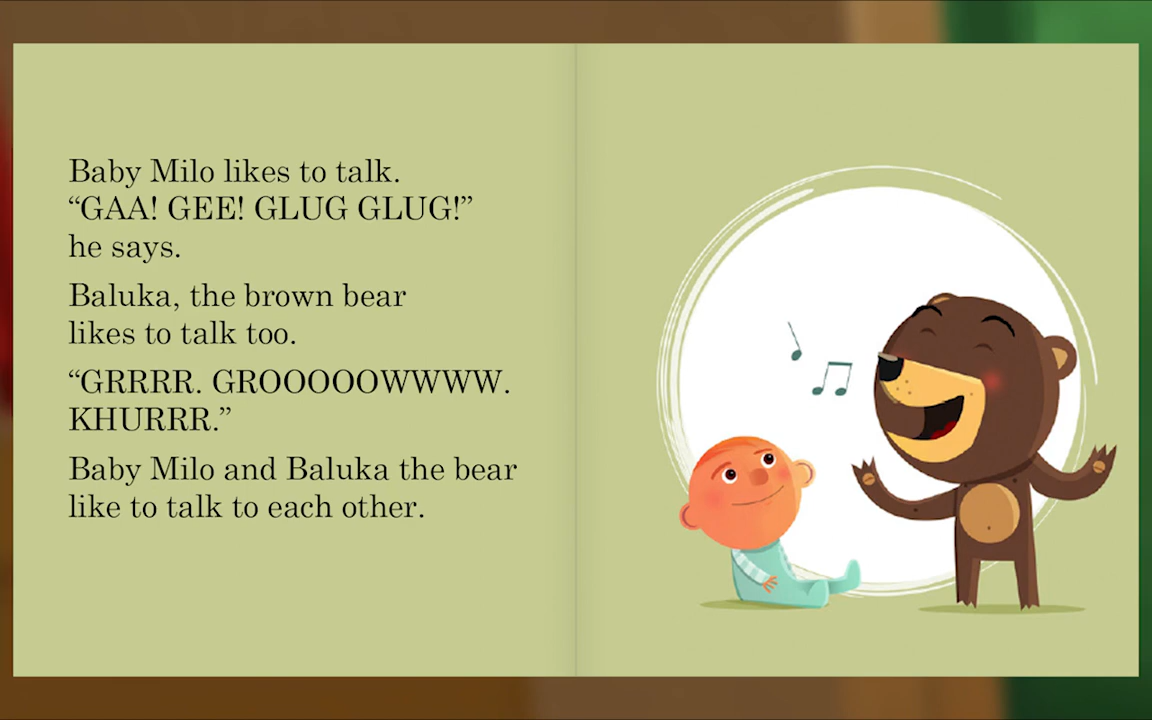 Baby Milo likes to talk.
“GAA! GEE! GLUG GLUG!”
he says.
Baluka, the brown bear
likes to talk too.
“GRRRR. GROOOOOWWWW.
KHURRR.”
Baby Milo and Baluka the bear
like to talk to each other.